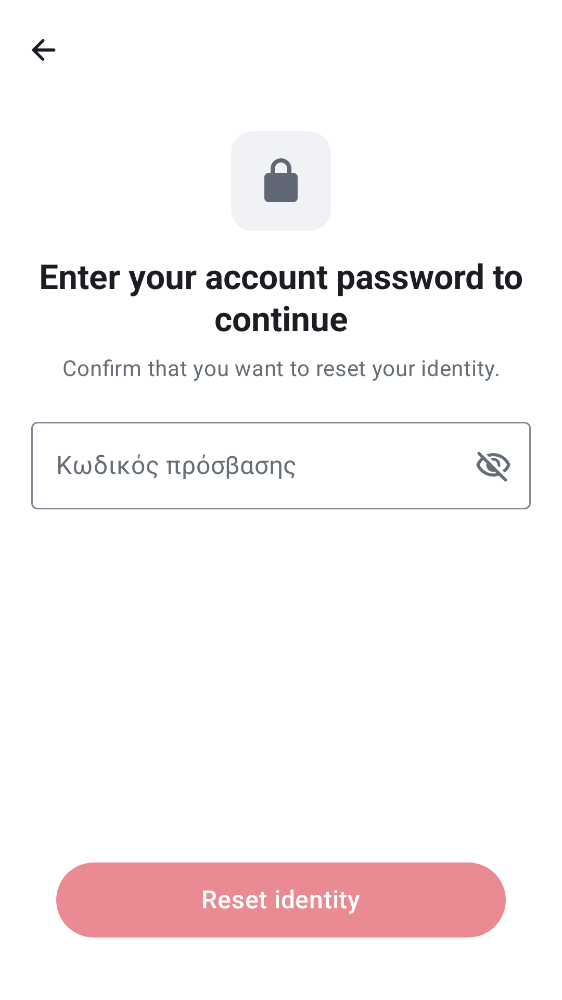 Enter your account password to
continue
Confirm that you want to reset your identity.
Κωδικός πρόσβασης
Reset identity